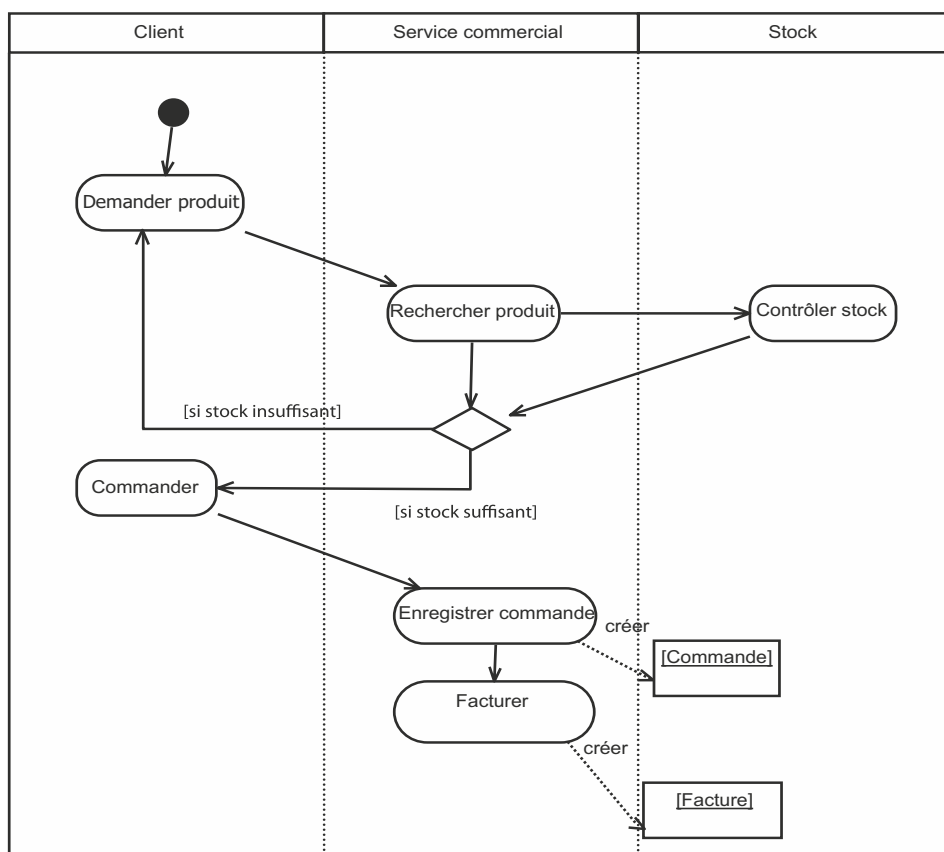 Client
Service commercial
Stock
Demander produit
Rechercher produit
Contrôler stock
[si stock insuffisant]
Commander
[si stock suffisant]
Enregistrer commande
créer
[Commande]
Facturer
créer
[Facture]